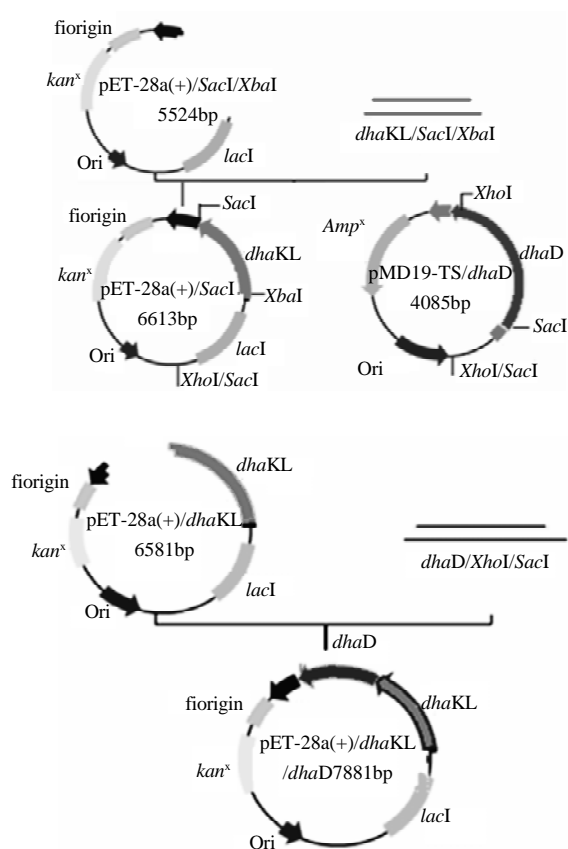 fiorigin
kanx
pET-28a(+)/SacI/XbaI
5524bp
Ori
lacI
dhaKL/SacI/XbaI
fiorigin
SacI
dhaKL
kanx
pET-28a(+)/SacI
6613bp
XbaI
lacI
Ori
XhoI/SacI
XhoI
Ampx
dhaD
pMD19-TS/dhaD
4085bp
SacI
Ori
XhoI/SacI
dhaKL
fiorigin
pET-28a(+)/dhaKL
6581bp
kanx
lacI
Ori
dhaD/XhoI/SacI
dhaD
dhaKL
fiorigin
pET-28a(+)/dhaKL
/dhaD7881bp
kanx
lacI
Ori